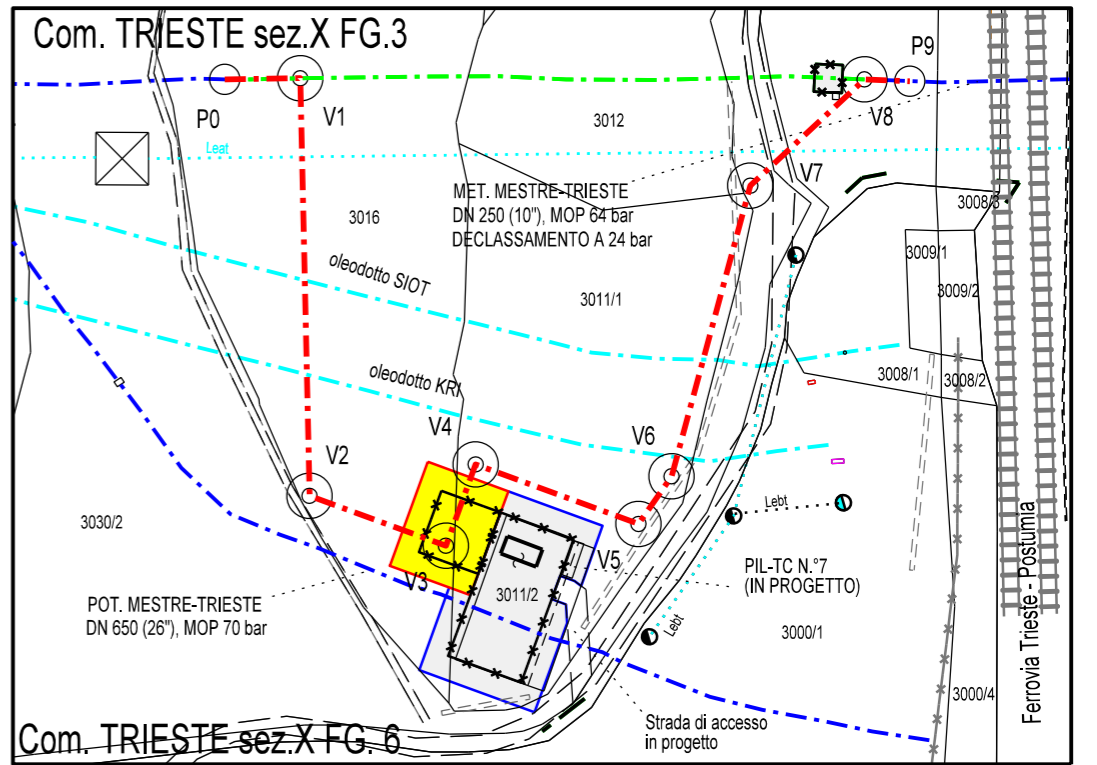 Com. TRIESTE sez.X FG.3
P9
P0
V1
V8
3012
Leat
V7
MET. MESTRE-TRIESTE
DN 250 (10"), MOP 64 bar
DECLASSAMENTO A 24 bar
3008/3
3016
3009/1
oleodotto SIOT
3011/1
3009/2
oleodotto KRI
3008/1
3008/2
V4
V6
V2
Lebt
3030/2
V3
V5
PIL-TC N.°7
(IN PROGETTO)
3011/2
POT. MESTRE-TRIESTE
DN 650 (26"), MOP 70 bar
Lebt
3000/1
3000/4
Ferrovia Trieste - Postumia
Strada di accesso
in progetto
Com. TRIESTE sez.X FG. 6